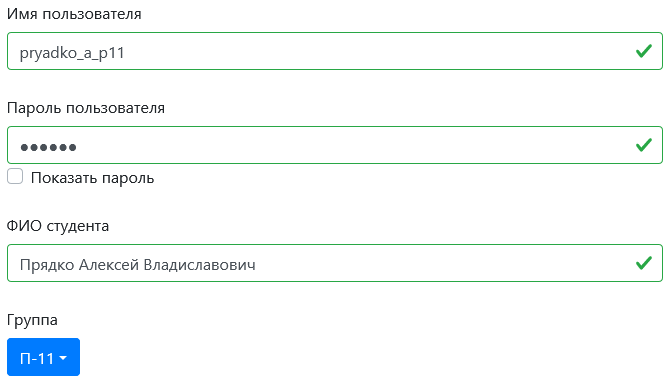 Имя пользователя
pryadko_a_p11
Пароль пользователя
●●●●●●
Показать пароль
ФИО студента
Прядко Алексей Владиславович
Группа
П-11